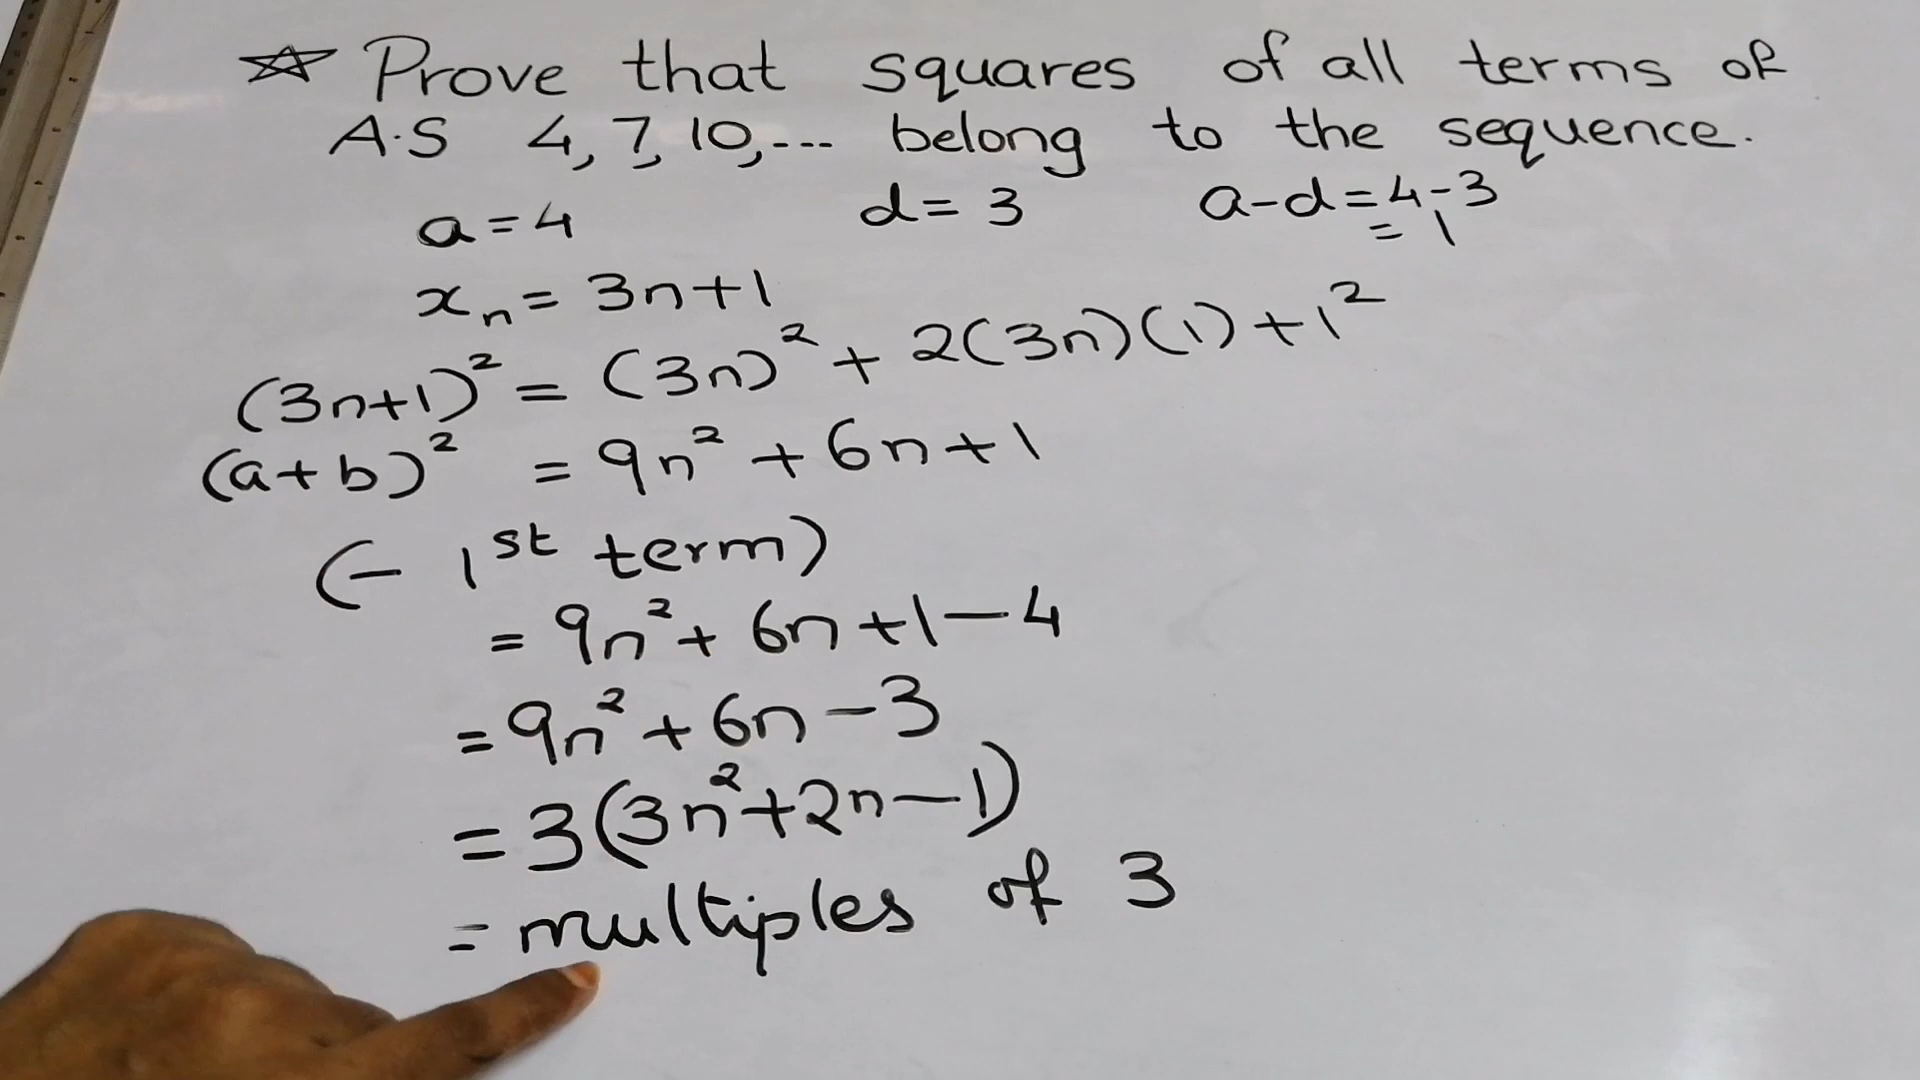 ☆ Prove that squares of all terms of
A.S 4, 7, 10, --- belong to the sequence.
a = 4 d = 3 a-d = 4-3
= 1
xₙ = 3n+1
(3n+1)² = (3n)² + 2(3n)(1) + 1²
(a+b)² = 9n² + 6n + 1
(- 1st term)
= 9n² + 6n + 1 - 4
= 9n² + 6n - 3
= 3(3n² + 2n - 1)
= multiples of 3